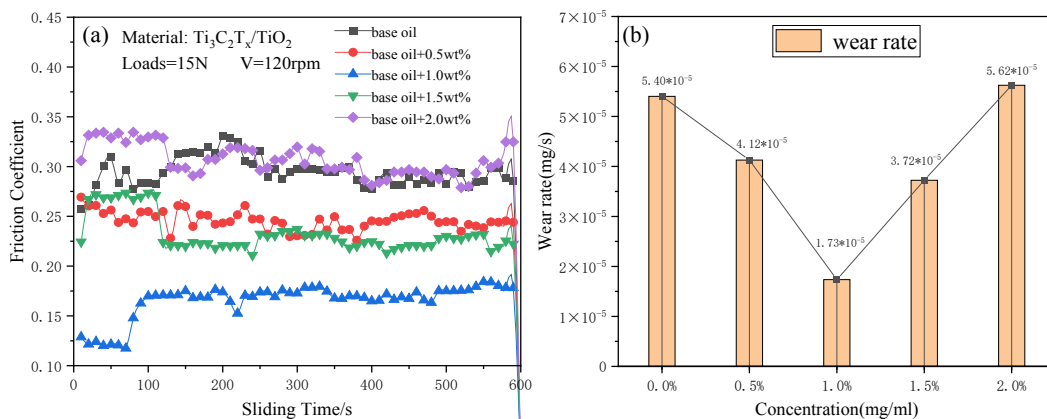 (a)
Material: Ti₃C₂Tₓ/TiO₂
Loads=15N V=120rpm
base oil
base oil+0.5wt%
base oil+1.0wt%
base oil+1.5wt%
base oil+2.0wt%
Friction Coefficient
0.45
0.40
0.35
0.30
0.25
0.20
0.15
0.10
0 100 200 300 400 500 600
Sliding Time/s
(b)
wear rate
Wear rate(mg/s)
7×10⁻⁵
6×10⁻⁵
5×10⁻⁵
4×10⁻⁵
3×10⁻⁵
2×10⁻⁵
1×10⁻⁵
0
5.40*10⁻⁵
4.12*10⁻⁵
1.73*10⁻⁵
3.72*10⁻⁵
5.62*10⁻⁵
0.0% 0.5% 1.0% 1.5% 2.0%
Concentration(mg/ml)